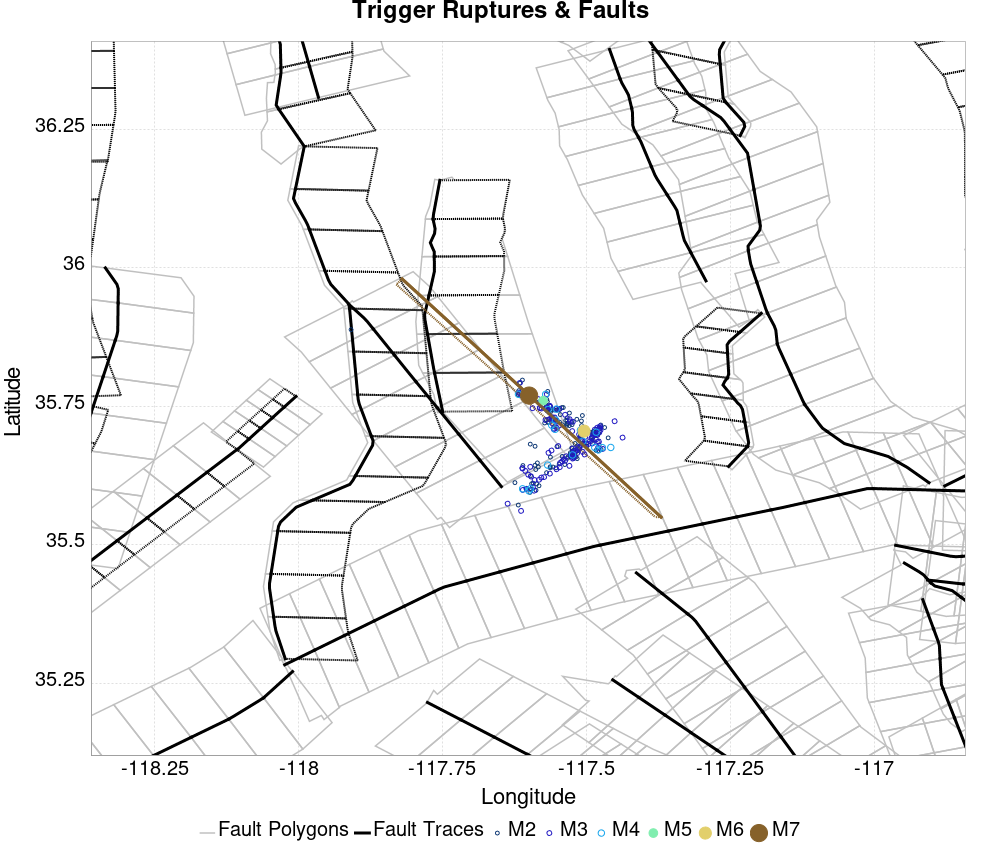 Trigger Ruptures & Faults
36.25
36
35.75
35.5
35.25
Latitude
-118.25 -118 -117.75 -117.5 -117.25 -117
Longitude
Fault Polygons Fault Traces M2 M3 M4 M5 M6 M7